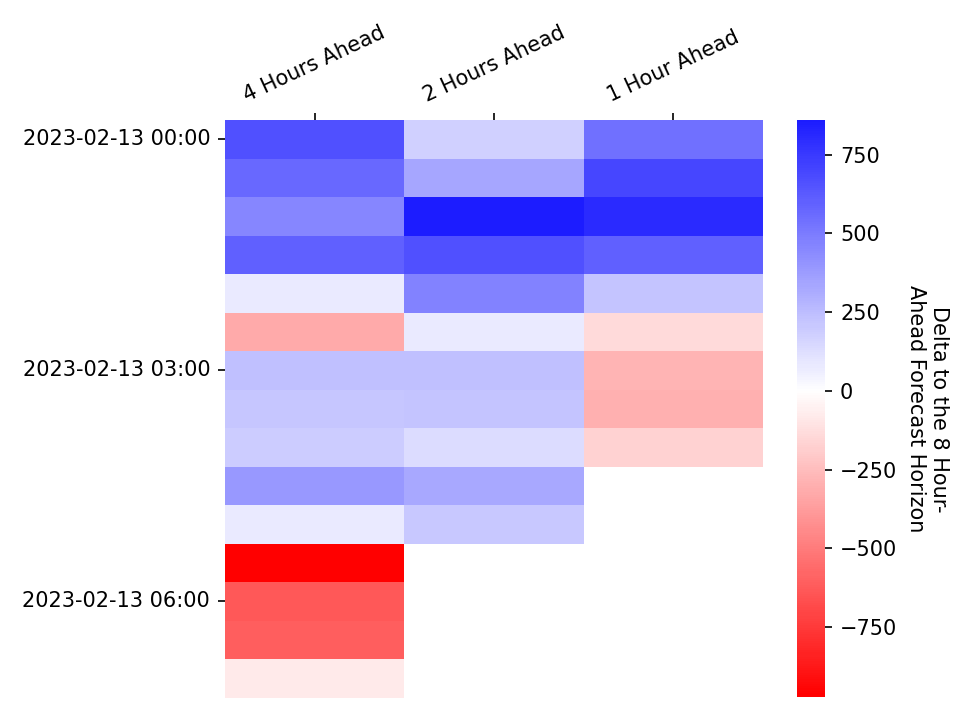 4 Hours Ahead
2 Hours Ahead
1 Hour Ahead
2023-02-13 00:00
2023-02-13 03:00
2023-02-13 06:00
750
500
250
0
−250
−500
−750
Delta to the 8 Hour-
Ahead Forecast Horizon